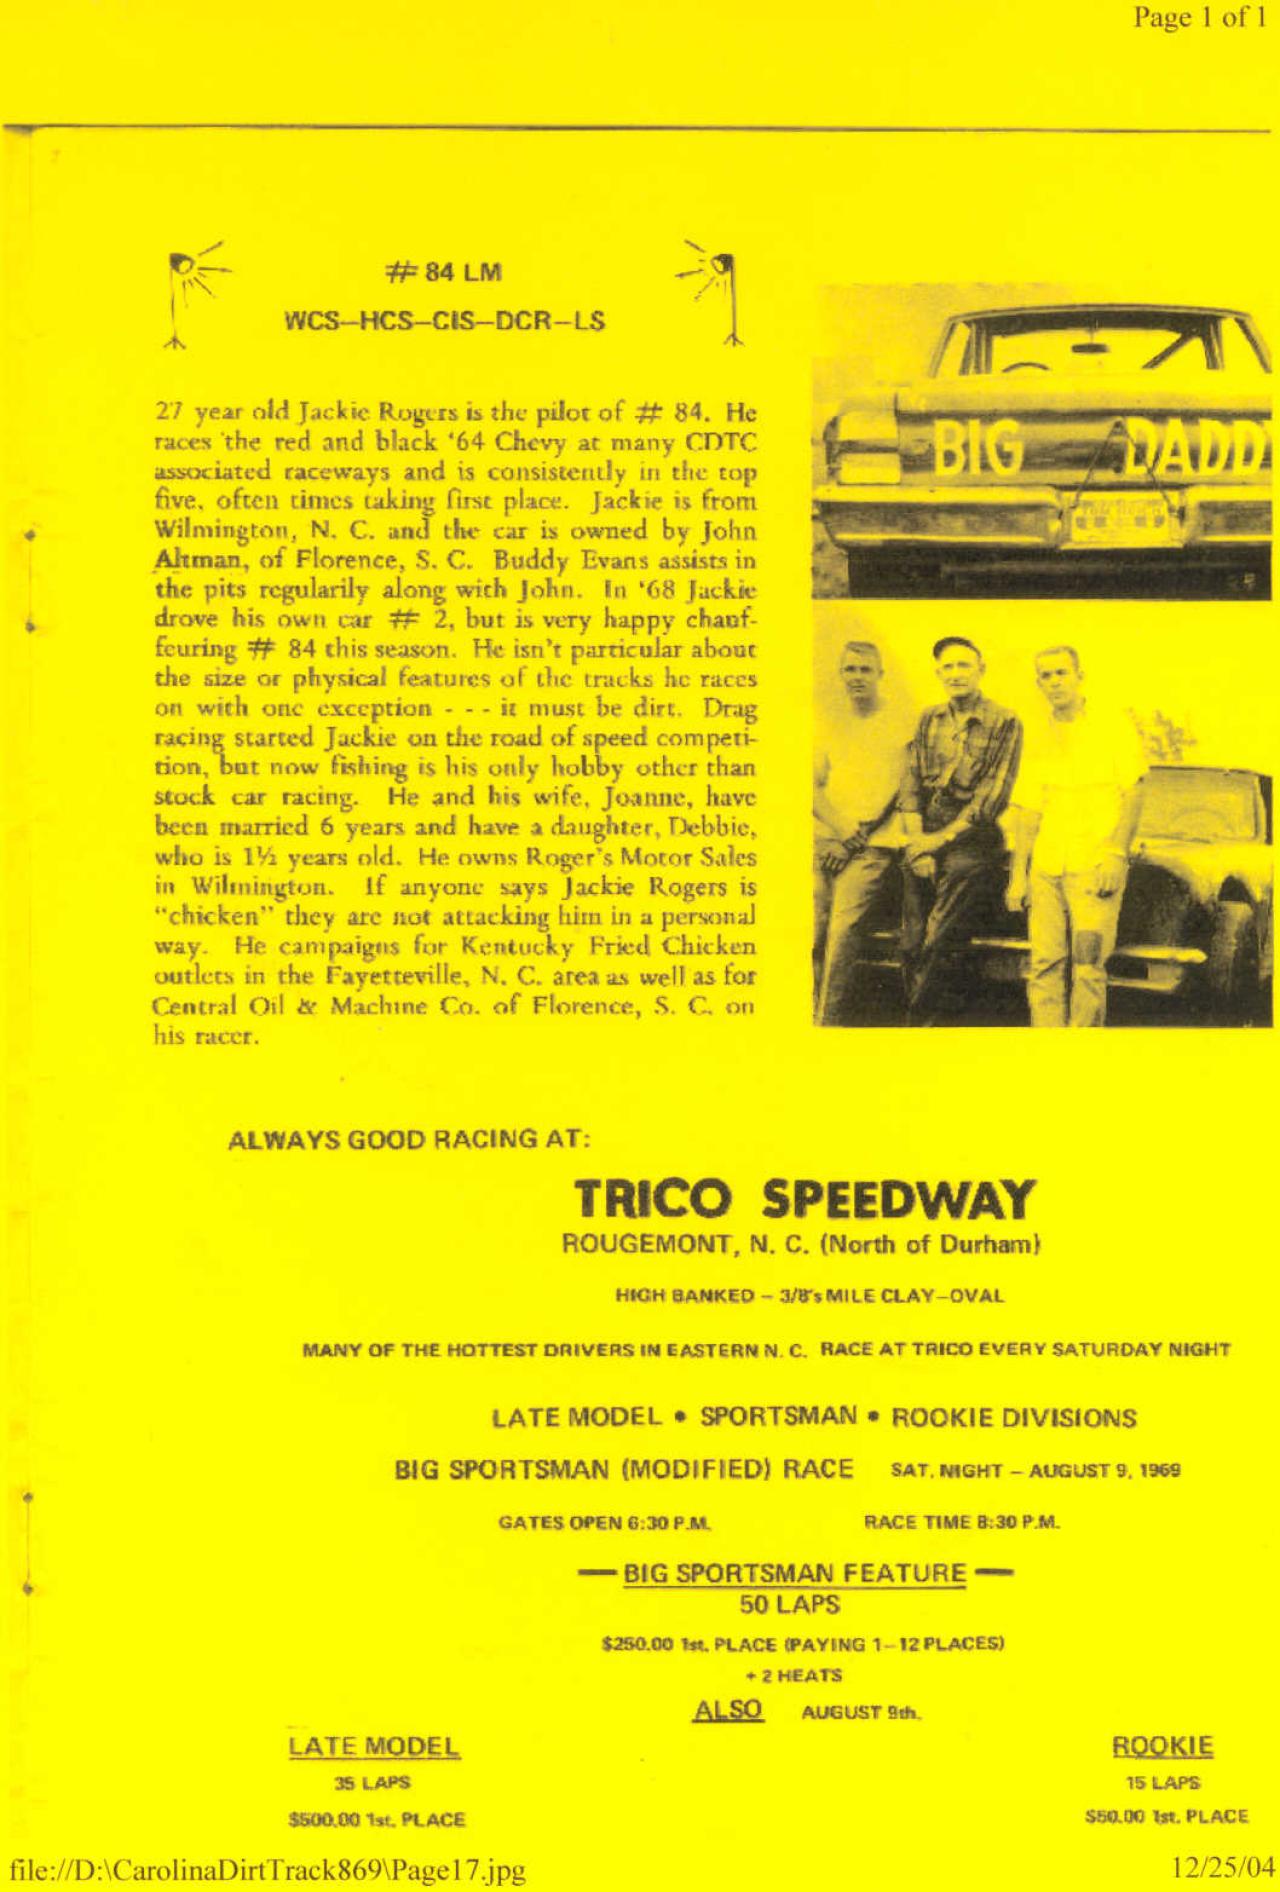 Page 1 of 1
# 84 LM
WCS–HCS–CIS–DCR–LS
27 year old Jackie Rogers is the pilot of # 84. He
races the red and black '64 Chevy at many CDTC
associated raceways and is consistently in the top
five, often times taking first place. Jackie is from
Wilmington, N. C. and the car is owned by John
Altman, of Florence, S. C. Buddy Evans assists in
the pits regularily along with John. In '68 Jackie
drove his own car # 2, but is very happy chauf-
feuring # 84 this season. He isn't particular about
the size or physical features of the tracks he races
on with one exception - - - it must be dirt. Drag
racing started Jackie on the road of speed competi-
tion, but now fishing is his only hobby other than
stock car racing. He and his wife, Joanne, have
been married 6 years and have a daughter, Debbie,
who is 1½ years old. He owns Roger's Motor Sales
in Wilmington. If anyone says Jackie Rogers is
"chicken" they are not attacking him in a personal
way. He campaigns for Kentucky Fried Chicken
outlets in the Fayetteville, N. C. area as well as for
Central Oil & Machine Co. of Florence, S. C. on
his racer.
BIG DADDY
ALWAYS GOOD RACING AT:
TRICO SPEEDWAY
ROUGEMONT, N. C. (North of Durham)
HIGH BANKED – 3/8's MILE CLAY–OVAL
MANY OF THE HOTTEST DRIVERS IN EASTERN N. C. RACE AT TRICO EVERY SATURDAY NIGHT
LATE MODEL • SPORTSMAN • ROOKIE DIVISIONS
BIG SPORTSMAN (MODIFIED) RACE SAT. NIGHT – AUGUST 9, 1969
GATES OPEN 6:30 P.M. RACE TIME 8:30 P.M.
— BIG SPORTSMAN FEATURE —
50 LAPS
$250.00 1st. PLACE (PAYING 1–12 PLACES)
+ 2 HEATS
ALSO AUGUST 9th.
LATE MODEL
35 LAPS
$500.00 1st. PLACE
ROOKIE
15 LAPS
$50.00 1st. PLACE
file://D:\CarolinaDirtTrack869\Page17.jpg
12/25/04